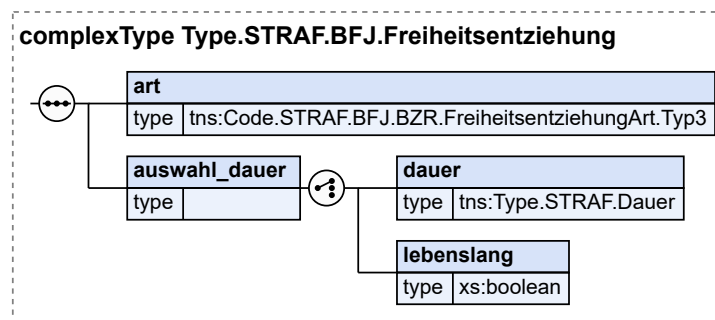 complexType Type.STRAF.BFJ.Freiheitsentziehung
art
type tns:Code.STRAF.BFJ.BZR.FreiheitsentziehungArt.Typ3
auswahl_dauer
type
dauer
type tns:Type.STRAF.Dauer
lebenslang
type xs:boolean